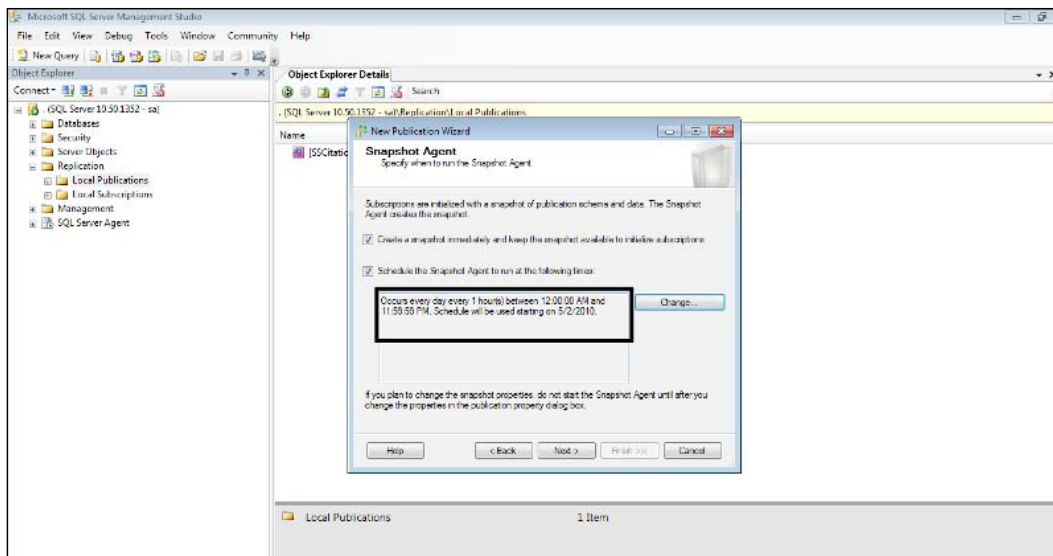 Microsoft SQL Server Management Studio
File Edit View Debug Tools Window Community Help
New Query
Object Explorer
Connect
. (SQL Server 10.50.1352 - sa)
Databases
Security
Server Objects
Replication
Local Publications
Local Subscriptions
Management
SQL Server Agent
Object Explorer Details
Search
. (SQL Server 10.50.1352 - sa)\Replication\Local Publications
Name
New Publication Wizard
Snapshot Agent
Specify when to run the Snapshot Agent.
Subscriptions are initialized with a snapshot of publication schema and data. The Snapshot
Agent creates the snapshot.
Create a snapshot immediately and keep the snapshot available to initialize subscriptions
Schedule the Snapshot Agent to run at the following times:
Occurs every day every 1 hour(s) between 12:00:00 AM and
11:59:59 PM. Schedule will be used starting on 5/2/2010.
Change...
If you plan to change the snapshot properties, do not start the Snapshot Agent until after you
change the properties in the publication property dialog box.
Help
< Back
Next >
Finish >>|
Cancel
Local Publications
1 Item